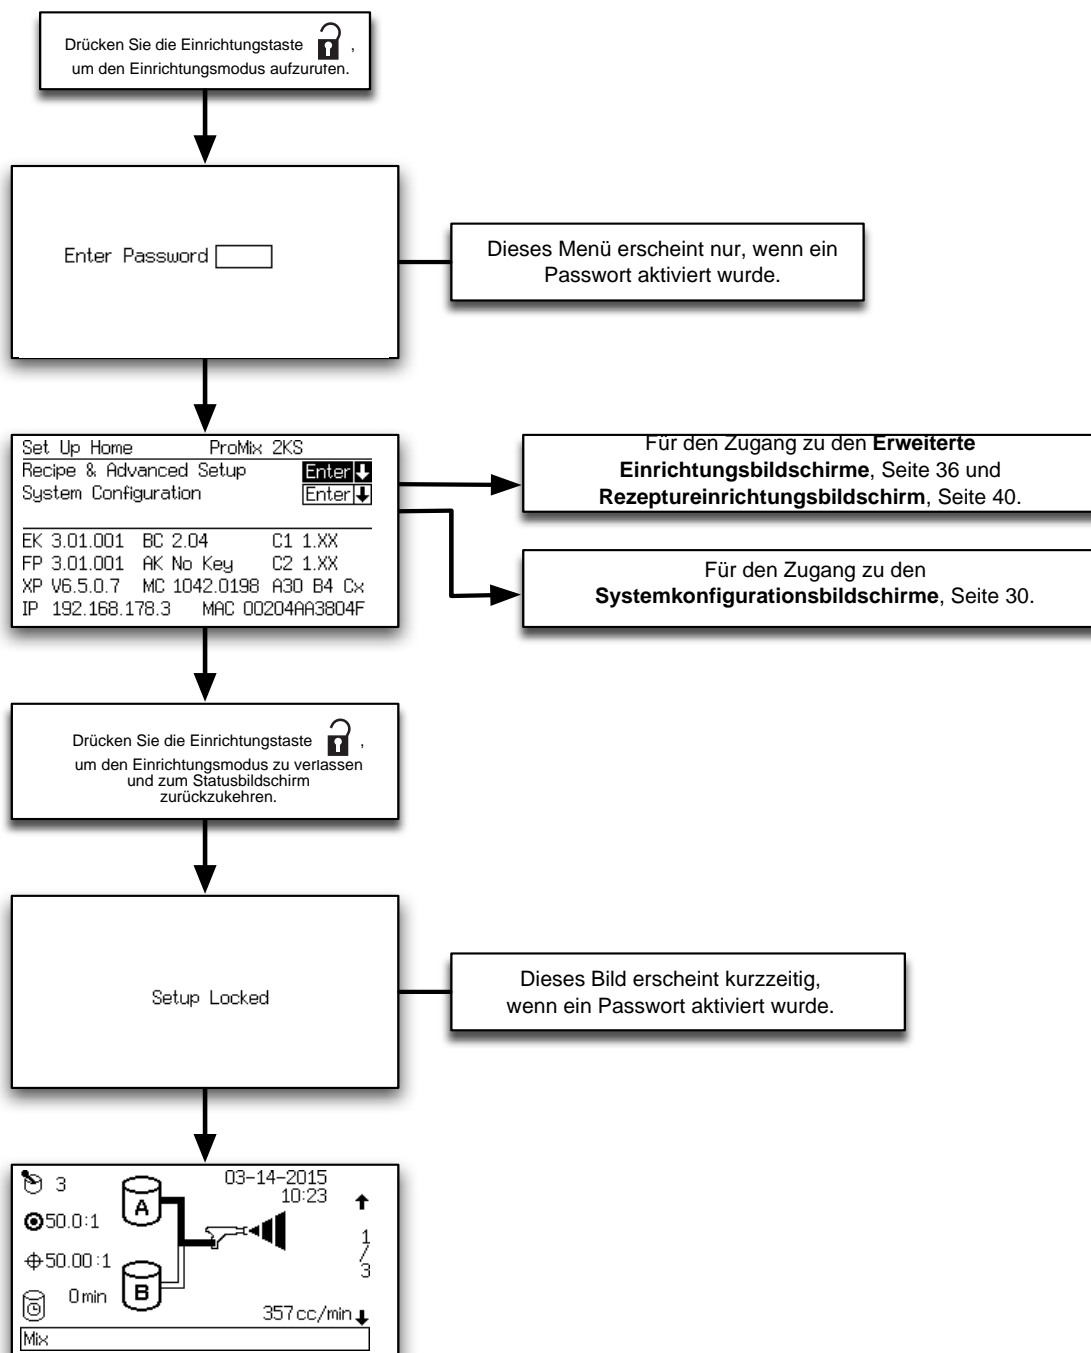 Drücken Sie die Einrichtungstaste ,
um den Einrichtungsmodus aufzurufen.
Enter Password
Dieses Menü erscheint nur, wenn ein
Passwort aktiviert wurde.
Set Up Home ProMix 2KS
Recipe & Advanced Setup Enter
System Configuration Enter
EK 3.01.001 BC 2.04 C1 1.XX
FP 3.01.001 AK No Key C2 1.XX
XP V6.5.0.7 MC 1042.0198 A30 B4 Cx
IP 192.168.178.3 MAC 00204AA3804F
Für den Zugang zu den Erweiterte
Einrichtungsbildschirme, Seite 36 und
Rezeptureinrichtungsbildschirm, Seite 40.
Für den Zugang zu den
Systemkonfigurationsbildschirme, Seite 30.
Drücken Sie die Einrichtungstaste ,
um den Einrichtungsmodus zu verlassen
und zum Statusbildschirm
zurückzukehren.
Setup Locked
Dieses Bild erscheint kurzzeitig,
wenn ein Passwort aktiviert wurde.
3 A 03-14-2015
10:23
50.0:1
1
/
3
50.00:1
0min B
357cc/min
Mix